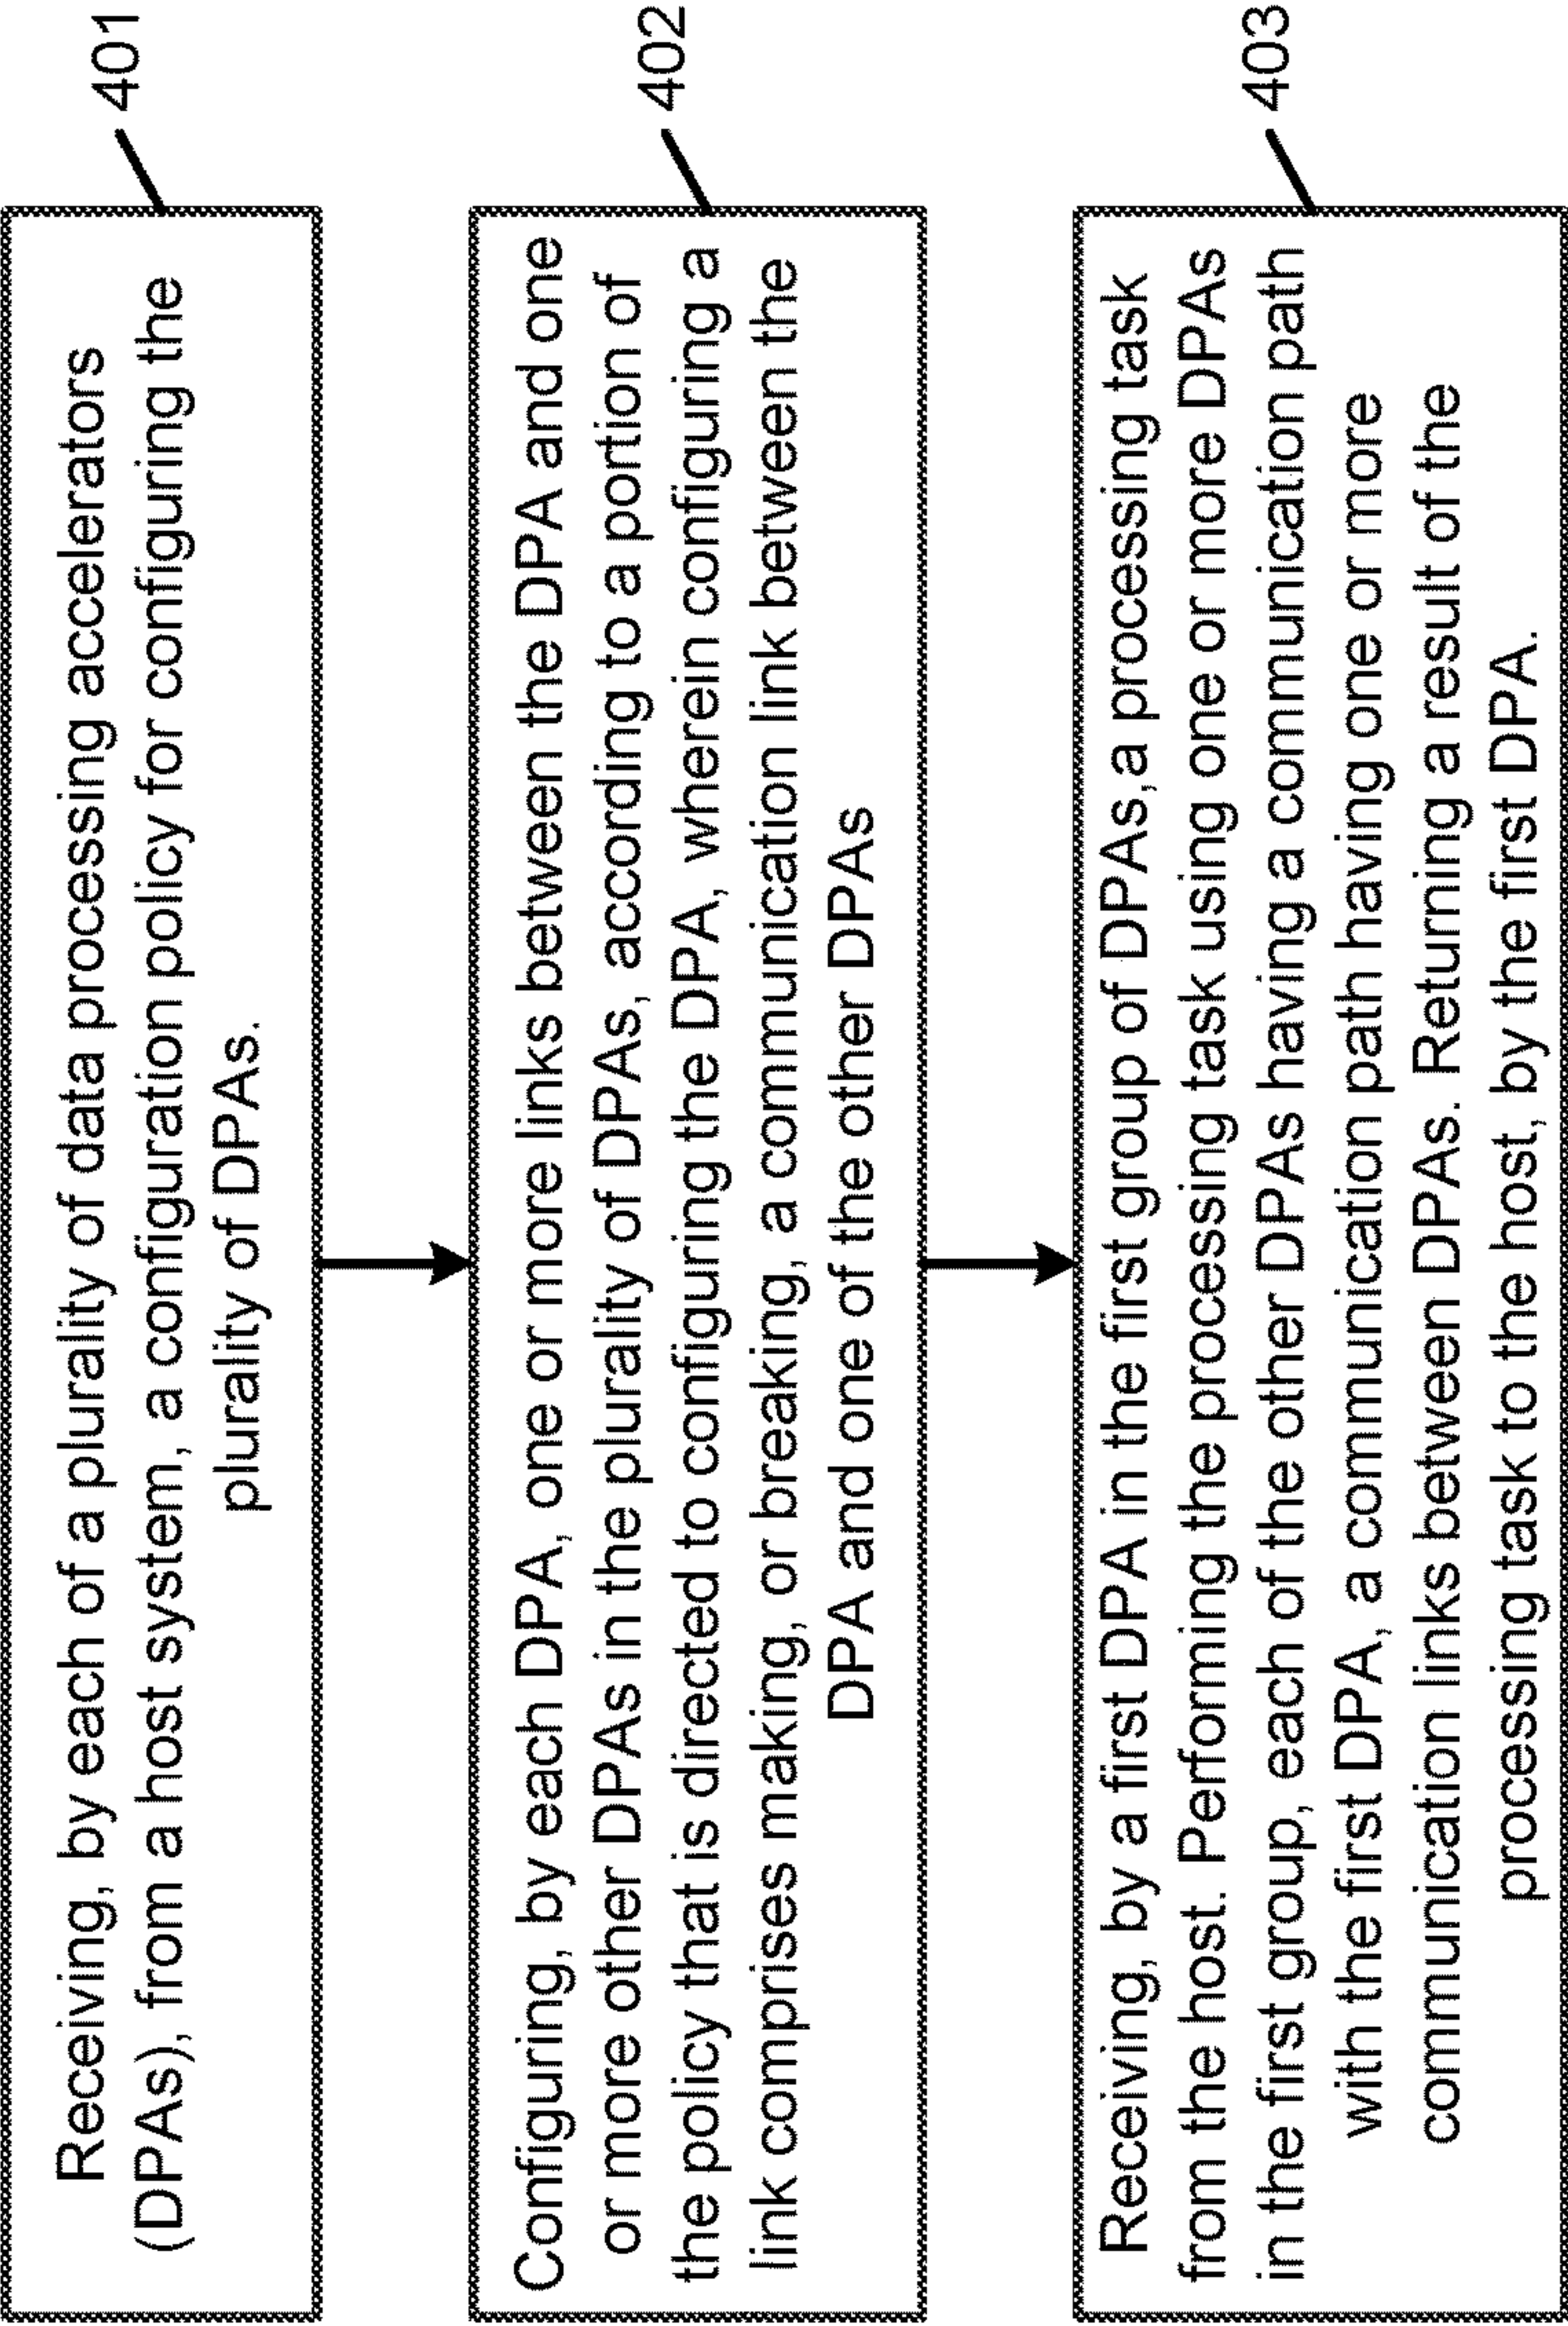 Receiving, by each of a plurality of data processing accelerators
(DPAs), from a host system, a configuration policy for configuring the
plurality of DPAs.
401
Configuring, by each DPA, one or more links between the DPA and one
or more other DPAs in the plurality of DPAs, according to a portion of
the policy that is directed to configuring the DPA, wherein configuring a
link comprises making, or breaking, a communication link between the
DPA and one of the other DPAs
402
Receiving, by a first DPA in the first group of DPAs,a processing task
from the host. Performing the processing task using one or more DPAs
in the first group, each of the other DPAs having a communication path
with the first DPA, a communication path having one or more
communication links between DPAs. Returning a result of the
processing task to the host, by the first DPA.
403